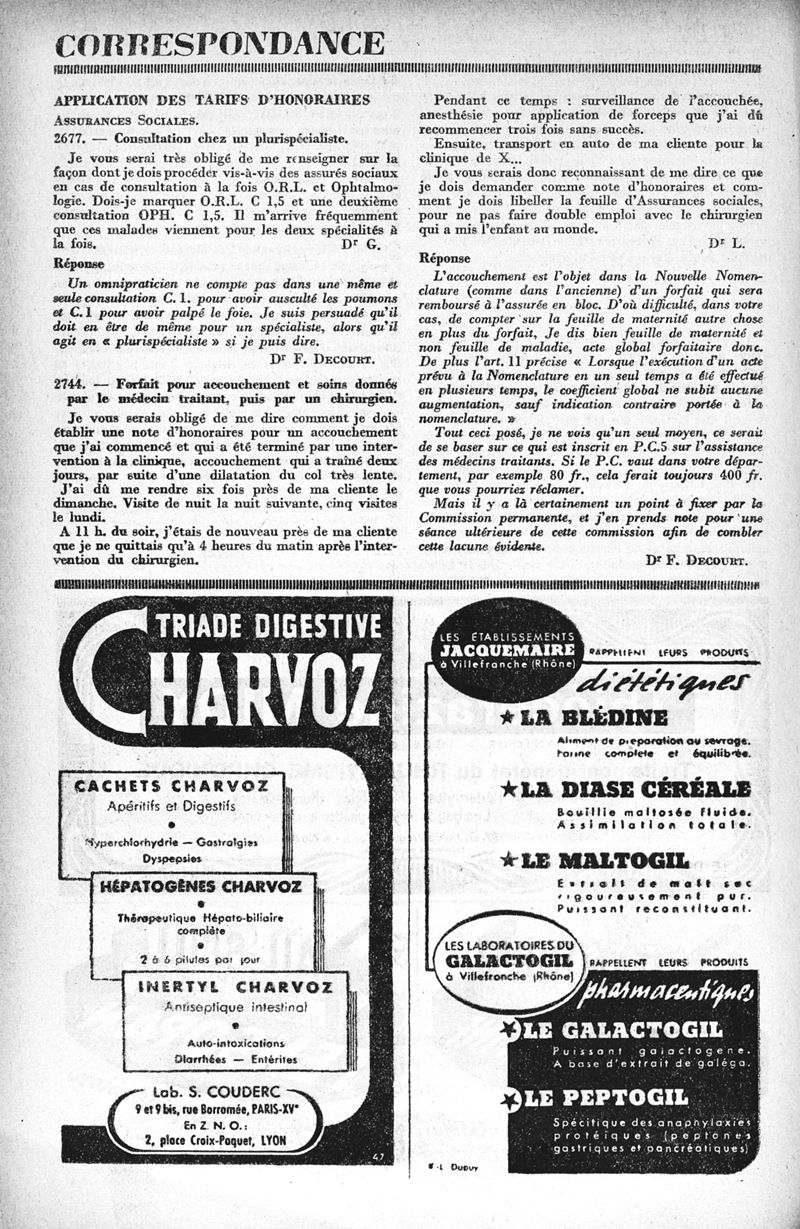 CORRESPONDANCE
APPLICATION DES TARIFS D'HONORAIRES
ASSURANCES SOCIALES.
2677. — Consultation chez un plurispécialiste.
Je vous serai très obligé de me renseigner sur la
façon dont je dois procéder vis-à-vis des assurés sociaux
en cas de consultation à la fois O.R.L. et Ophtalmo-
logie. Dois-je marquer O.R.L. C 1,5 et une deuxième
consultation OPH. C 1,5. Il m'arrive fréquemment
que ces malades viennent pour les deux spécialités à
la fois.
Dr G.
Réponse
Un omnipraticien ne compte pas dans une même et
seule consultation C. 1. pour avoir ausculté les poumons
et C.1 pour avoir palpé le foie. Je suis persuadé qu'il
doit en être de même pour un spécialiste, alors qu'il
agit en « plurispécialiste » si je puis dire.
Dr F. DECOURT.
2744. — Forfait pour accouchement et soins donnés
par le médecin traitant, puis par un chirurgien.
Je vous serais obligé de me dire comment je dois
établir une note d'honoraires pour un accouchement
que j'ai commencé et qui a été terminé par une inter-
vention à la clinique, accouchement qui a traîné deux
jours, par suite d'une dilatation du col très lente.
J'ai dû me rendre six fois près de ma cliente le
dimanche. Visite de nuit la nuit suivante, cinq visites
le lundi.
A 11 h. du soir, j'étais de nouveau près de ma cliente
que je ne quittais qu'à 4 heures du matin après l'inter-
vention du chirurgien.
Pendant ce temps : surveillance de l'accouchée,
anesthésie pour application de forceps que j'ai dû
recommencer trois fois sans succès.
Ensuite, transport en auto de ma cliente pour la
clinique de X...
Je vous serais donc reconnaissant de me dire ce que
je dois demander comme note d'honoraires et com-
ment je dois libeller la feuille d'Assurances sociales,
pour ne pas faire double emploi avec le chirurgien
qui a mis l'enfant au monde.
Dr L.
Réponse
L'accouchement est l'objet dans la Nouvelle Nomen-
clature (comme dans l'ancienne) d'un forfait qui sera
remboursé à l'assurée en bloc. D'où difficulté, dans votre
cas, de compter sur la feuille de maternité autre chose
en plus du forfait, Je dis bien feuille de maternité et
non feuille de maladie, acte global forfaitaire donc.
De plus l'art. 11 précise « Lorsque l'exécution d'un acte
prévu à la Nomenclature en un seul temps a été effectué
en plusieurs temps, le coefficient global ne subit aucune
augmentation, sauf indication contraire portée à la
nomenclature. »
Tout ceci posé, je ne vois qu'un seul moyen, ce serait
de se baser sur ce qui est inscrit en P.C.5 sur l'assistance
des médecins traitants. Si le P.C. vaut dans votre dépar-
tement, par exemple 80 fr., cela ferait toujours 400 fr.
que vous pourriez réclamer.
Mais il y a là certainement un point à fixer par la
Commission permanente, et j'en prends note pour une
séance ultérieure de cette commission afin de combler
cette lacune évidente.
Dr F. DECOURT.
TRIADE DIGESTIVE
CHARVOZ
CACHETS CHARVOZ
Apéritifs et Digestifs
Hyperchlorhydrie — Gastralgies
Dyspepsies
HÉPATOGÈNES CHARVOZ
Thérapeutique Hépato-biliaire
complète
2 à 6 pilules par jour
INERTYL CHARVOZ
Antiseptique intestinal
Auto-intoxications
Diarrhées — Entérites
Lab. S. COUDERC
9 et 9 bis, rue Borromée, PARIS-XVe
En Z. N. O. :
2, place Croix-Paquet, LYON
47
LES ÉTABLISSEMENTS
JACQUEMAIRE
à Villefranche (Rhône)
RAPPELLENT LEURS PRODUITS
diététiques
★ LA BLÉDINE
Aliment de préparation au sevrage.
Farine complète et équilibrée.
★ LA DIASE CÉRÉALE
Bouillie maltosée fluide.
Assimilation totale.
★ LE MALTOGIL
Extrait de malt sec
rigoureusement pur.
Puissant reconstituant.
LES LABORATOIRES DU
GALACTOGIL
à Villefranche (Rhône)
RAPPELLENT LEURS PRODUITS
pharmaceutiques
★ LE GALACTOGIL
Puissant galactogène.
A base d'extrait de galéga.
★ LE PEPTOGIL
Spécifique des anaphylaxies
protéiques (peptones
gastriques et pancréatiques)
DUPUY